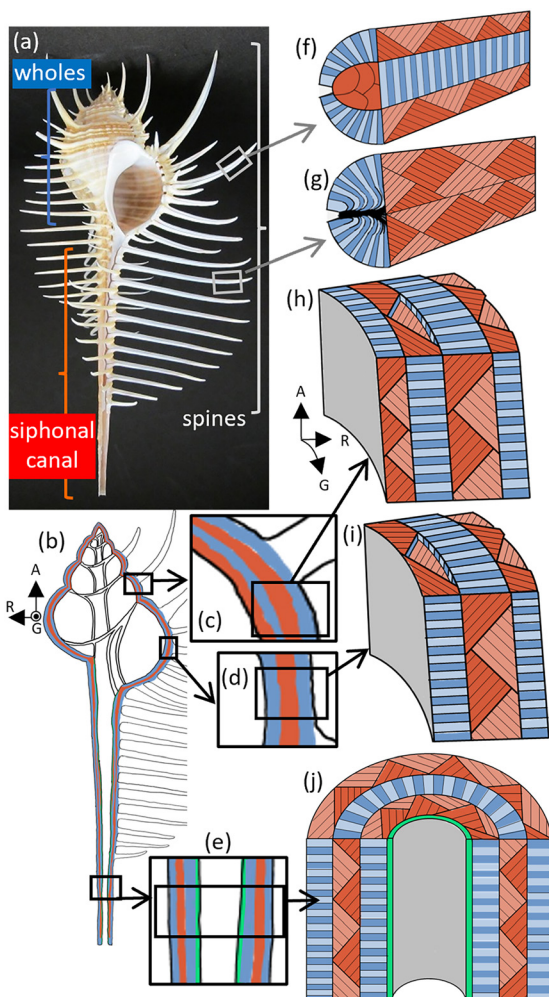 (a)
wholes
spines
siphonal
canal
(f)
(g)
(h)
A
R
G
(b)
A
R
G
(c)
(d)
(i)
(e)
(j)